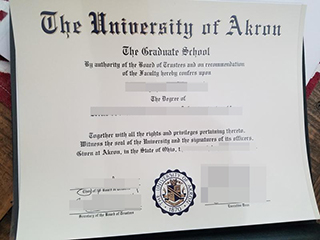 The University of Akron
The Graduate School
By authority of the Board of Trustees and on recommendation
of the Faculty hereby confers upon
The Degree of
Together with all the rights and privileges pertaining thereto.
Witness the seal of the University and the signatures of its officers.
Given at Akron, in the State of Ohio,
Secretary of the Board of Trustees